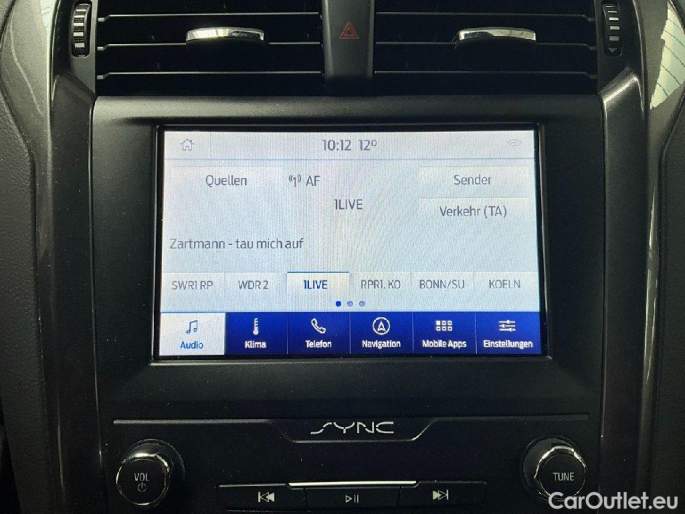 10:12 12°
Quellen AF Sender
1LIVE
Verkehr (TA)
Zartmann - tau mich auf
SWR1 RP WDR 2 1LIVE RPR1. KO BONN/SU KOELN
Audio Klima Telefon Navigation Mobile Apps Einstellungen
SYNC
VOL TUNE
CarOutlet.eu